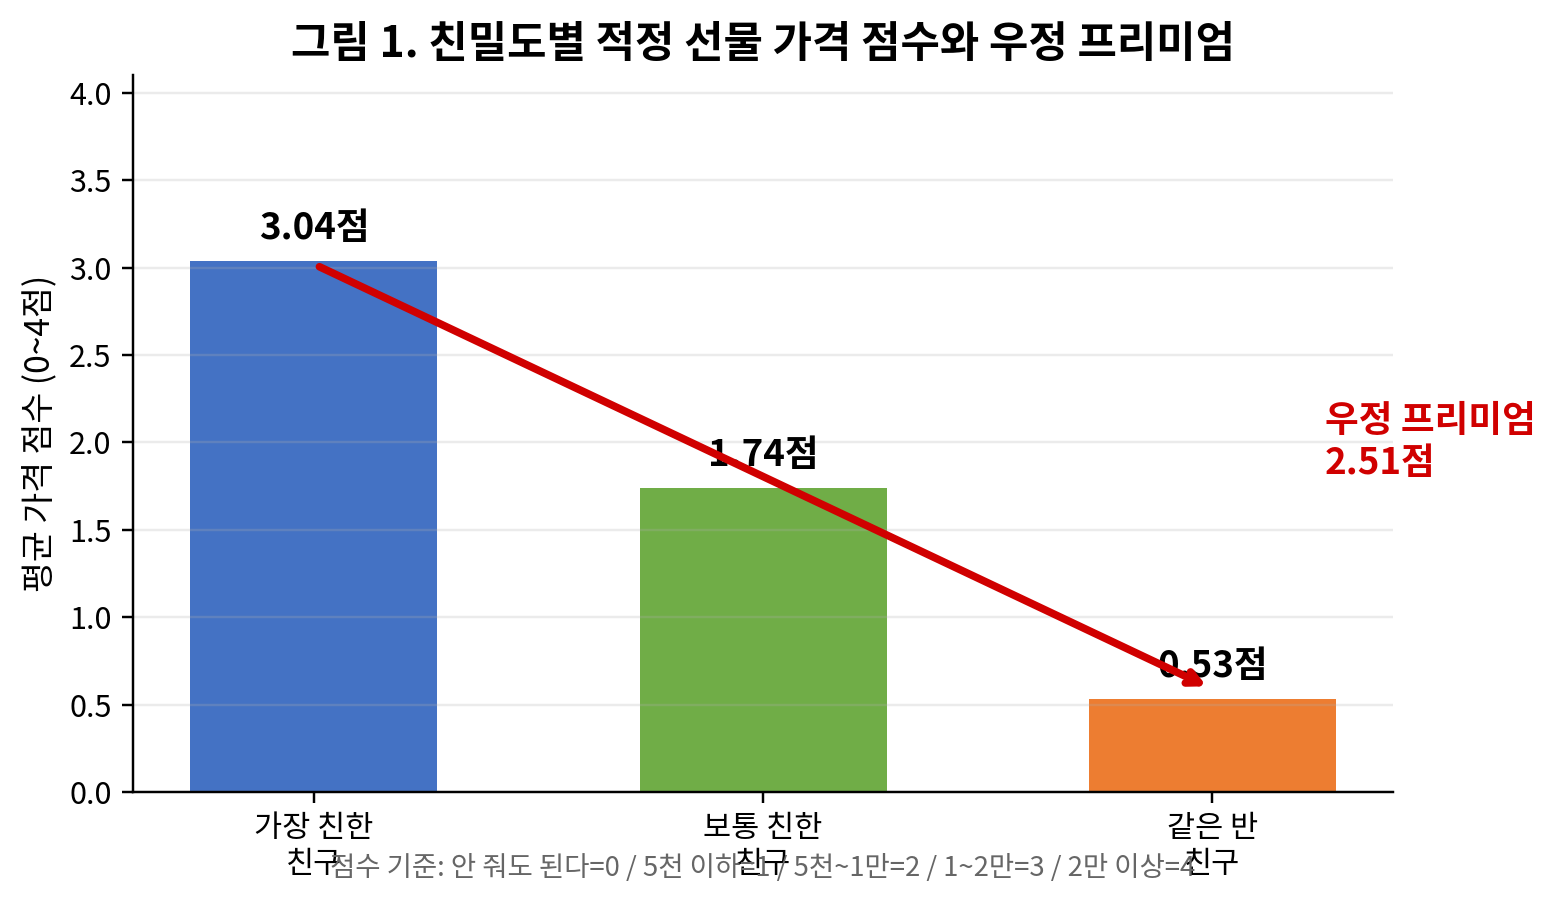 그림 1. 친밀도별 적정 선물 가격 점수와 우정 프리미엄
평균 가격 점수 (0~4점)
4.0
3.5
3.0
2.5
2.0
1.5
1.0
0.5
0.0
3.04점
1.74점
0.53점
우정 프리미엄
2.51점
가장 친한
친구
보통 친한
친구
같은 반
친구
점수 기준: 안 줘도 된다=0 / 5천 이하=1 / 5천~1만=2 / 1~2만=3 / 2만 이상=4